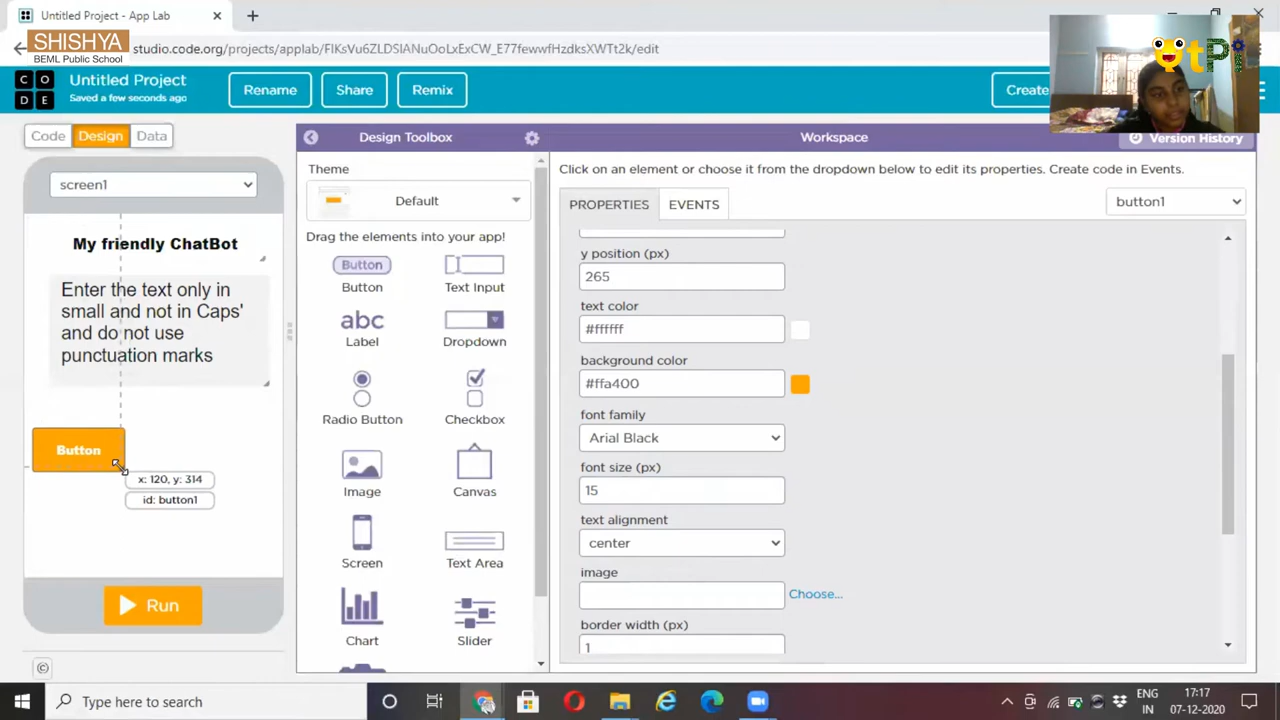 Untitled Project - App Lab
SHISHYA
BEML Public School
studio.code.org/projects/applab/FIKsVu6ZLDSIANuOoLxExCW_E77fewwfHzdksXWTt2k/edit
QtPi
C O
D E
Untitled Project
Saved a few seconds ago
Rename
Share
Remix
Create
Version History
Code
Design
Data
Design Toolbox
Workspace
screen1
My friendly ChatBot
Enter the text only in
small and not in Caps'
and do not use
punctuation marks
Button
x: 120, y: 314
id: button1
Run
Theme
Default
Drag the elements into your app!
Button
Button
Text Input
abc
Label
Dropdown
Radio Button
Checkbox
Image
Canvas
Screen
Text Area
Chart
Slider
Click on an element or choose it from the dropdown below to edit its properties. Create code in Events.
PROPERTIES
EVENTS
button1
y position (px)
265
text color
#ffffff
background color
#ffa400
font family
Arial Black
font size (px)
15
text alignment
center
image
Choose...
border width (px)
1
©
Type here to search
ENG
IN
17:17
07-12-2020